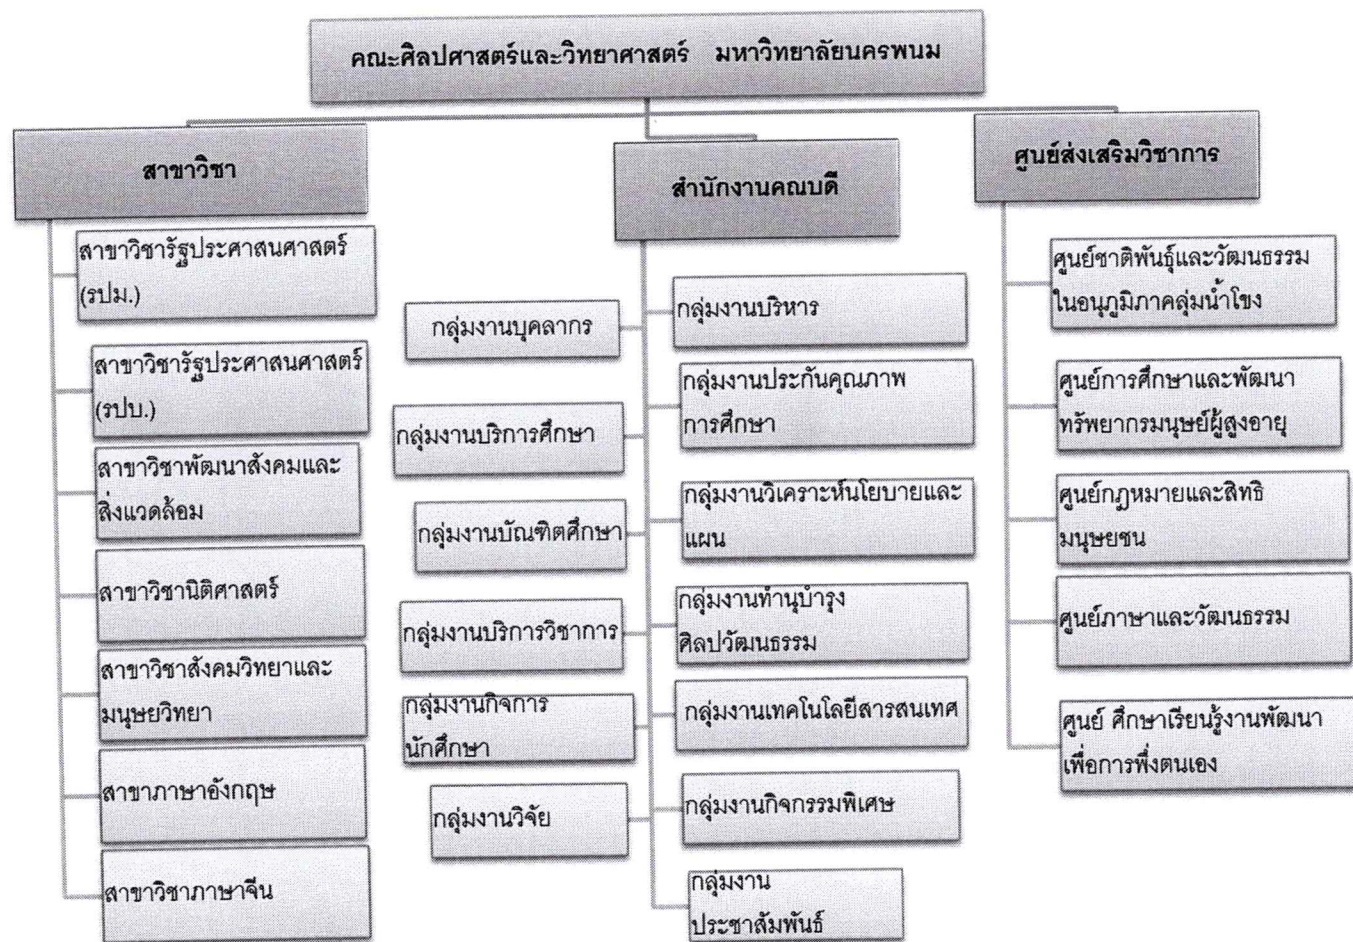 คณะศิลปศาสตร์และวิทยาศาสตร์ มหาวิทยาลัยนครพนม
สาขาวิชา
สาขาวิชารัฐประศาสนศาสตร์
(รปม.)
สาขาวิชารัฐประศาสนศาสตร์
(รปบ.)
สาขาวิชาพัฒนาสังคมและ
สิ่งแวดล้อม
สาขาวิชานิติศาสตร์
สาขาวิชาสังคมวิทยาและ
มนุษยวิทยา
สาขาภาษาอังกฤษ
สาขาวิชาภาษาจีน
สำนักงานคณบดี
กลุ่มงานบุคลากร
กลุ่มงานบริการศึกษา
กลุ่มงานบัณฑิตศึกษา
กลุ่มงานบริการวิชาการ
กลุ่มงานกิจการ
นักศึกษา
กลุ่มงานวิจัย
กลุ่มงานบริหาร
กลุ่มงานประกันคุณภาพ
การศึกษา
กลุ่มงานวิเคราะห์นโยบายและ
แผน
กลุ่มงานทำนุบำรุง
ศิลปวัฒนธรรม
กลุ่มงานเทคโนโลยีสารสนเทศ
กลุ่มงานกิจกรรมพิเศษ
กลุ่มงาน
ประชาสัมพันธ์
ศูนย์ส่งเสริมวิชาการ
ศูนย์ชาติพันธุ์และวัฒนธรรม
ในอนุภูมิภาคลุ่มน้ำโขง
ศูนย์การศึกษาและพัฒนา
ทรัพยากรมนุษย์ผู้สูงอายุ
ศูนย์กฎหมายและสิทธิ
มนุษยชน
ศูนย์ภาษาและวัฒนธรรม
ศูนย์ ศึกษาเรียนรู้งานพัฒนา
เพื่อการพึ่งตนเอง